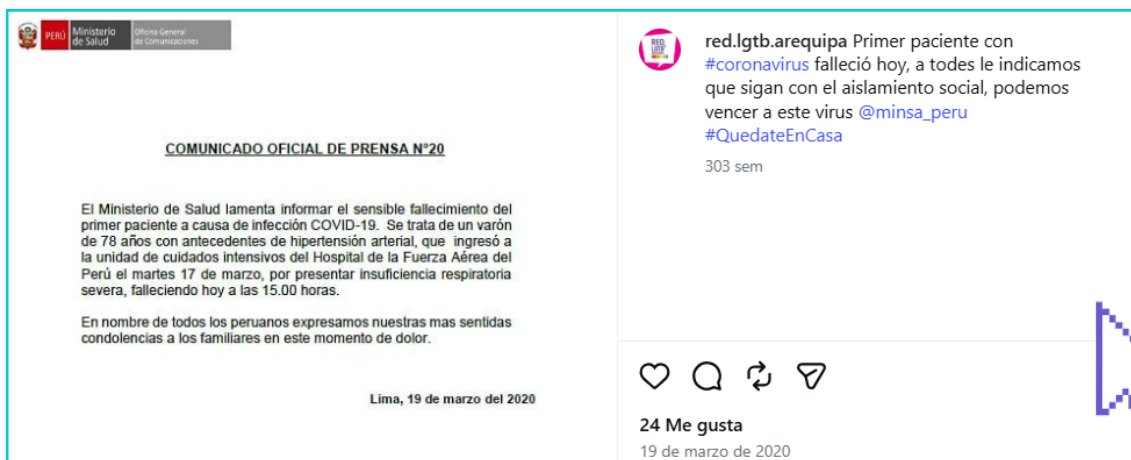 PERÚ
Ministerio
de Salud
Oficina General
de Comunicaciones
COMUNICADO OFICIAL DE PRENSA N°20
El Ministerio de Salud lamenta informar el sensible fallecimiento del
primer paciente a causa de infección COVID-19. Se trata de un varón
de 78 años con antecedentes de hipertensión arterial, que ingresó a
la unidad de cuidados intensivos del Hospital de la Fuerza Aérea del
Perú el martes 17 de marzo, por presentar insuficiencia respiratoria
severa, falleciendo hoy a las 15.00 horas.
En nombre de todos los peruanos expresamos nuestras mas sentidas
condolencias a los familiares en este momento de dolor.
Lima, 19 de marzo del 2020
RED
LGTB
red.lgtb.arequipa Primer paciente con
#coronavirus falleció hoy, a todes le indicamos
que sigan con el aislamiento social, podemos
vencer a este virus @minsa_peru
#QuedateEnCasa
303 sem
24 Me gusta
19 de marzo de 2020